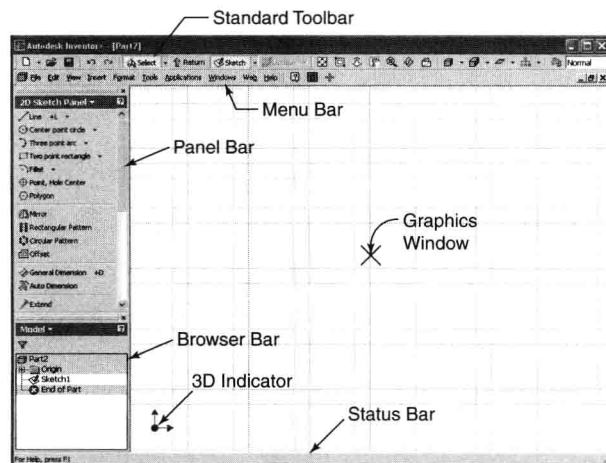 Standard Toolbar
Autodesk Inventor - [Part2]
Select Return Sketch Normal
File Edit View Insert Format Tools Applications Windows Web Help
Menu Bar
2D Sketch Panel
Line +L
Center point circle
Three point arc
Panel Bar
Two point rectangle
Fillet
Point, Hole Center
Polygon
Graphics
Window
Mirror
Rectangular Pattern
Circular Pattern
Offset
General Dimension +D
Auto Dimension
Extend
Model
Browser Bar
Part2
Origin
Sketch1
End of Part
3D Indicator
Status Bar
For Help, press F1